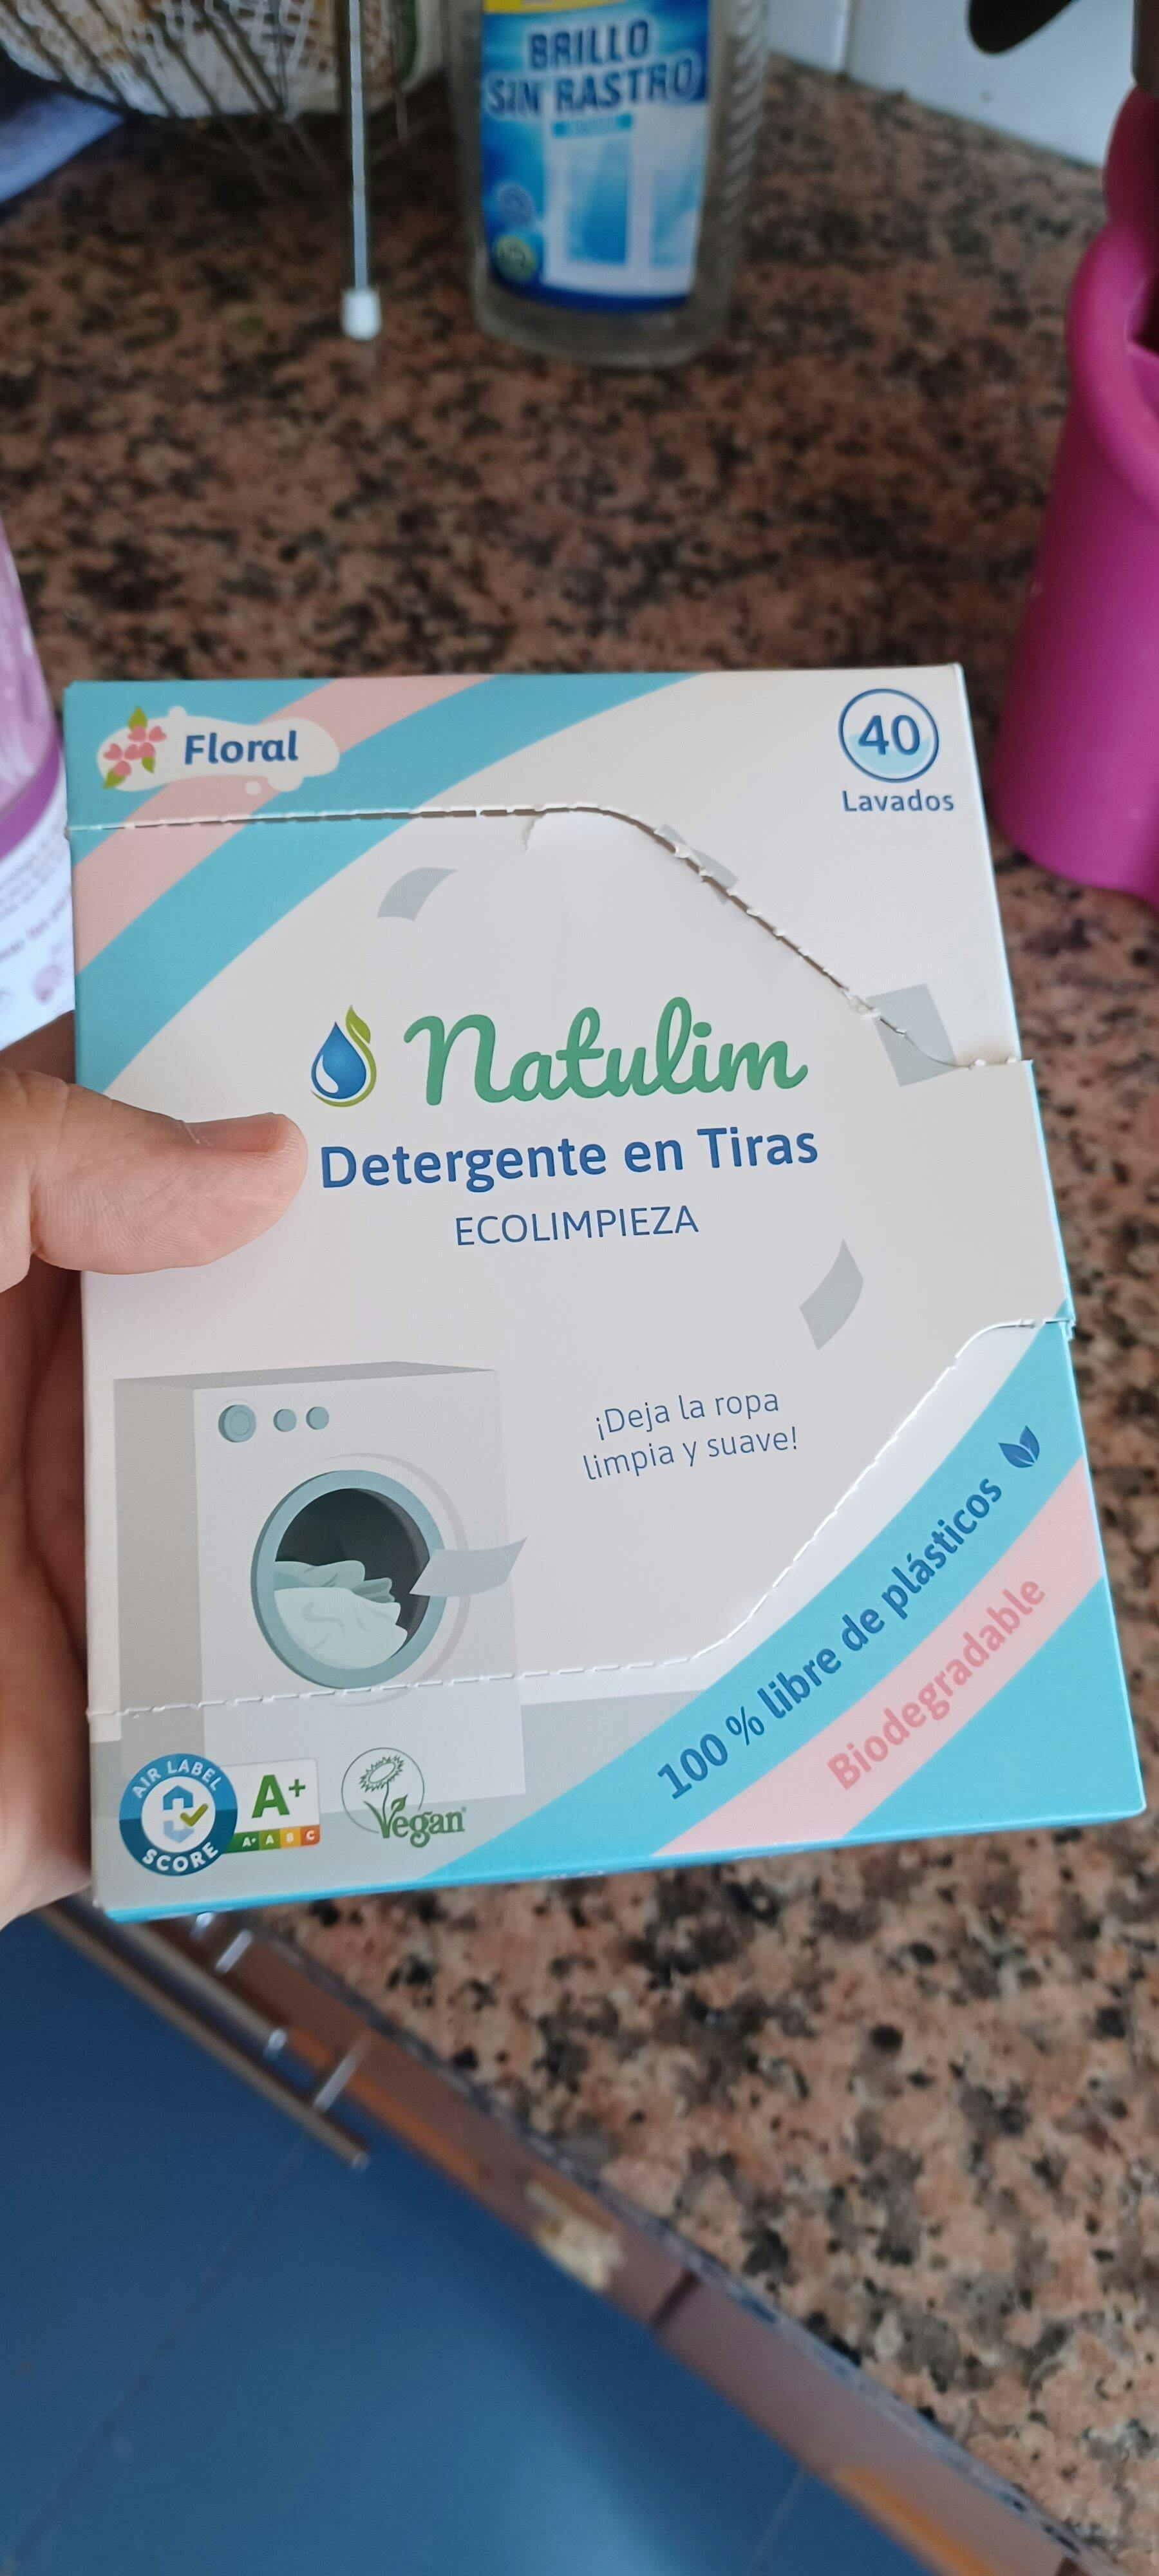 BRILLO
SIN RASTRO
Floral
40
Lavados
Natulim
Detergente en Tiras
ECOLIMPIEZA
¡Deja la ropa
limpia y suave!
100 % libre de plásticos
Biodegradable
AIR LABEL
SCORE
A+
A+ A B C
Vegan